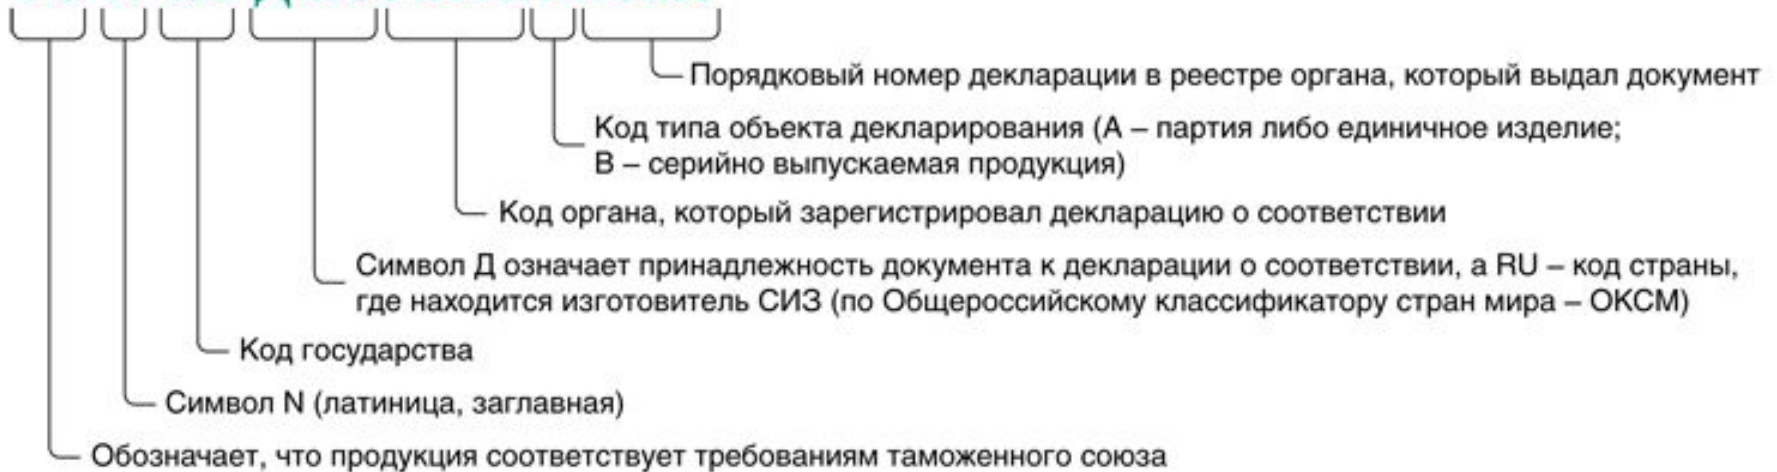 Порядковый номер декларации в реестре органа, который выдал документ
Код типа объекта декларирования (А – партия либо единичное изделие;
В – серийно выпускаемая продукция)
Код органа, который зарегистрировал декларацию о соответствии
Символ Д означает принадлежность документа к декларации о соответствии, а RU – код страны,
где находится изготовитель СИЗ (по Общероссийскому классификатору стран мира – ОКСМ)
Код государства
Символ N (латиница, заглавная)
Обозначает, что продукция соответствует требованиям таможенного союза